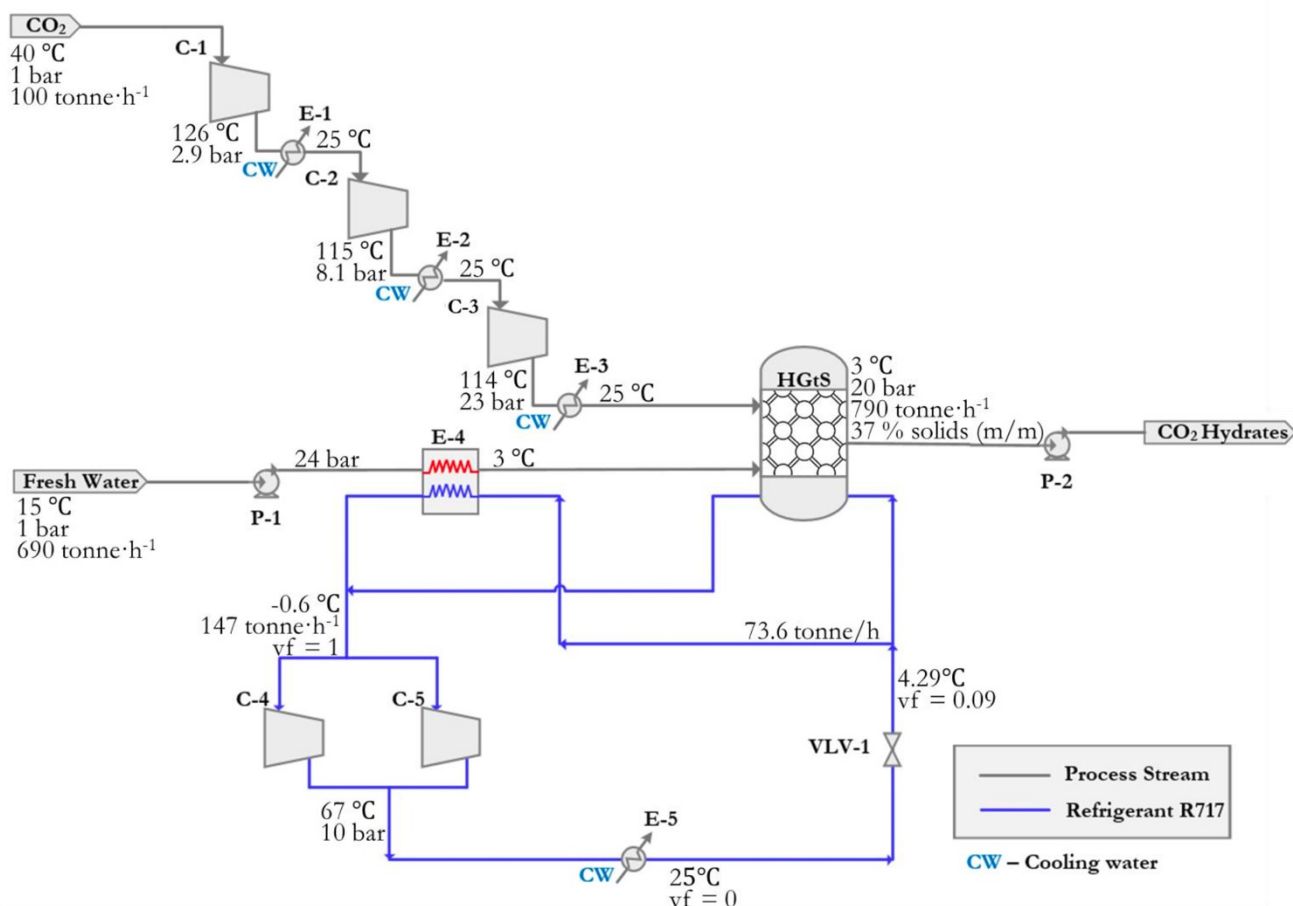 CO₂
40 °C
1 bar
100 tonne·h⁻¹
C-1
126 °C
2.9 bar
E-1
CW
25 °C
C-2
115 °C
8.1 bar
E-2
CW
25 °C
C-3
114 °C
23 bar
E-3
CW
25 °C
HGtS
3 °C
20 bar
790 tonne·h⁻¹
37 % solids (m/m)
P-2
CO₂ Hydrates
Fresh Water
15 °C
1 bar
690 tonne·h⁻¹
P-1
24 bar
E-4
3 °C
-0.6 °C
147 tonne·h⁻¹
vf = 1
73.6 tonne/h
4.29°C
vf = 0.09
C-4
C-5
VLV-1
67 °C
10 bar
E-5
CW
25°C
vf = 0
Process Stream
Refrigerant R717
CW – Cooling water